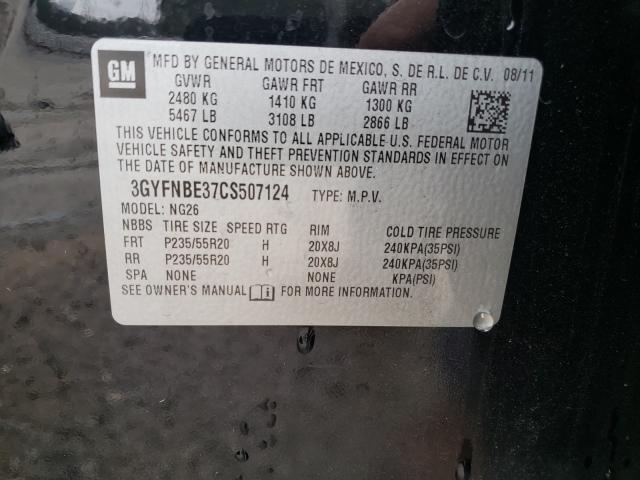 GM
MFD BY GENERAL MOTORS DE MEXICO, S. DE R.L. DE C.V. 08/11
GVWR GAWR FRT GAWR RR
2480 KG 1410 KG 1300 KG
5467 LB 3108 LB 2866 LB
THIS VEHICLE CONFORMS TO ALL APPLICABLE U.S. FEDERAL MOTOR
VEHICLE SAFETY AND THEFT PREVENTION STANDARDS IN EFFECT ON
THE DATE OF MANUFACTURE SHOWN ABOVE.
3GYFNBE37CS507124 TYPE: M.P.V.
MODEL: NG26
NBBS TIRE SIZE SPEED RTG RIM COLD TIRE PRESSURE
FRT P235/55R20 H 20X8J 240KPA(35PSI)
RR P235/55R20 H 20X8J 240KPA(35PSI)
SPA NONE NONE KPA(PSI)
SEE OWNER'S MANUAL FOR MORE INFORMATION.